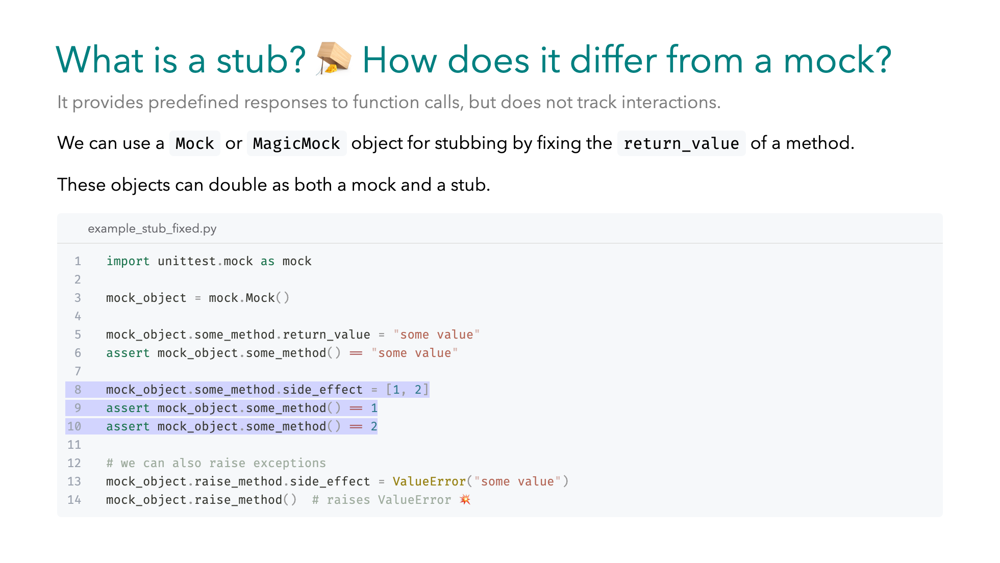 What is a stub? 🪤 How does it differ from a mock?
It provides predefined responses to function calls, but does not track interactions.
We can use a Mock or MagicMock object for stubbing by fixing the return_value of a method.
These objects can double as both a mock and a stub.
example_stub_fixed.py
1 import unittest.mock as mock
2
3 mock_object = mock.Mock()
4
5 mock_object.some_method.return_value = "some value"
6 assert mock_object.some_method() == "some value"
7
8 mock_object.some_method.side_effect = [1, 2]
9 assert mock_object.some_method() == 1
10 assert mock_object.some_method() == 2
11
12 # we can also raise exceptions
13 mock_object.raise_method.side_effect = ValueError("some value")
14 mock_object.raise_method()  # raises ValueError 💥